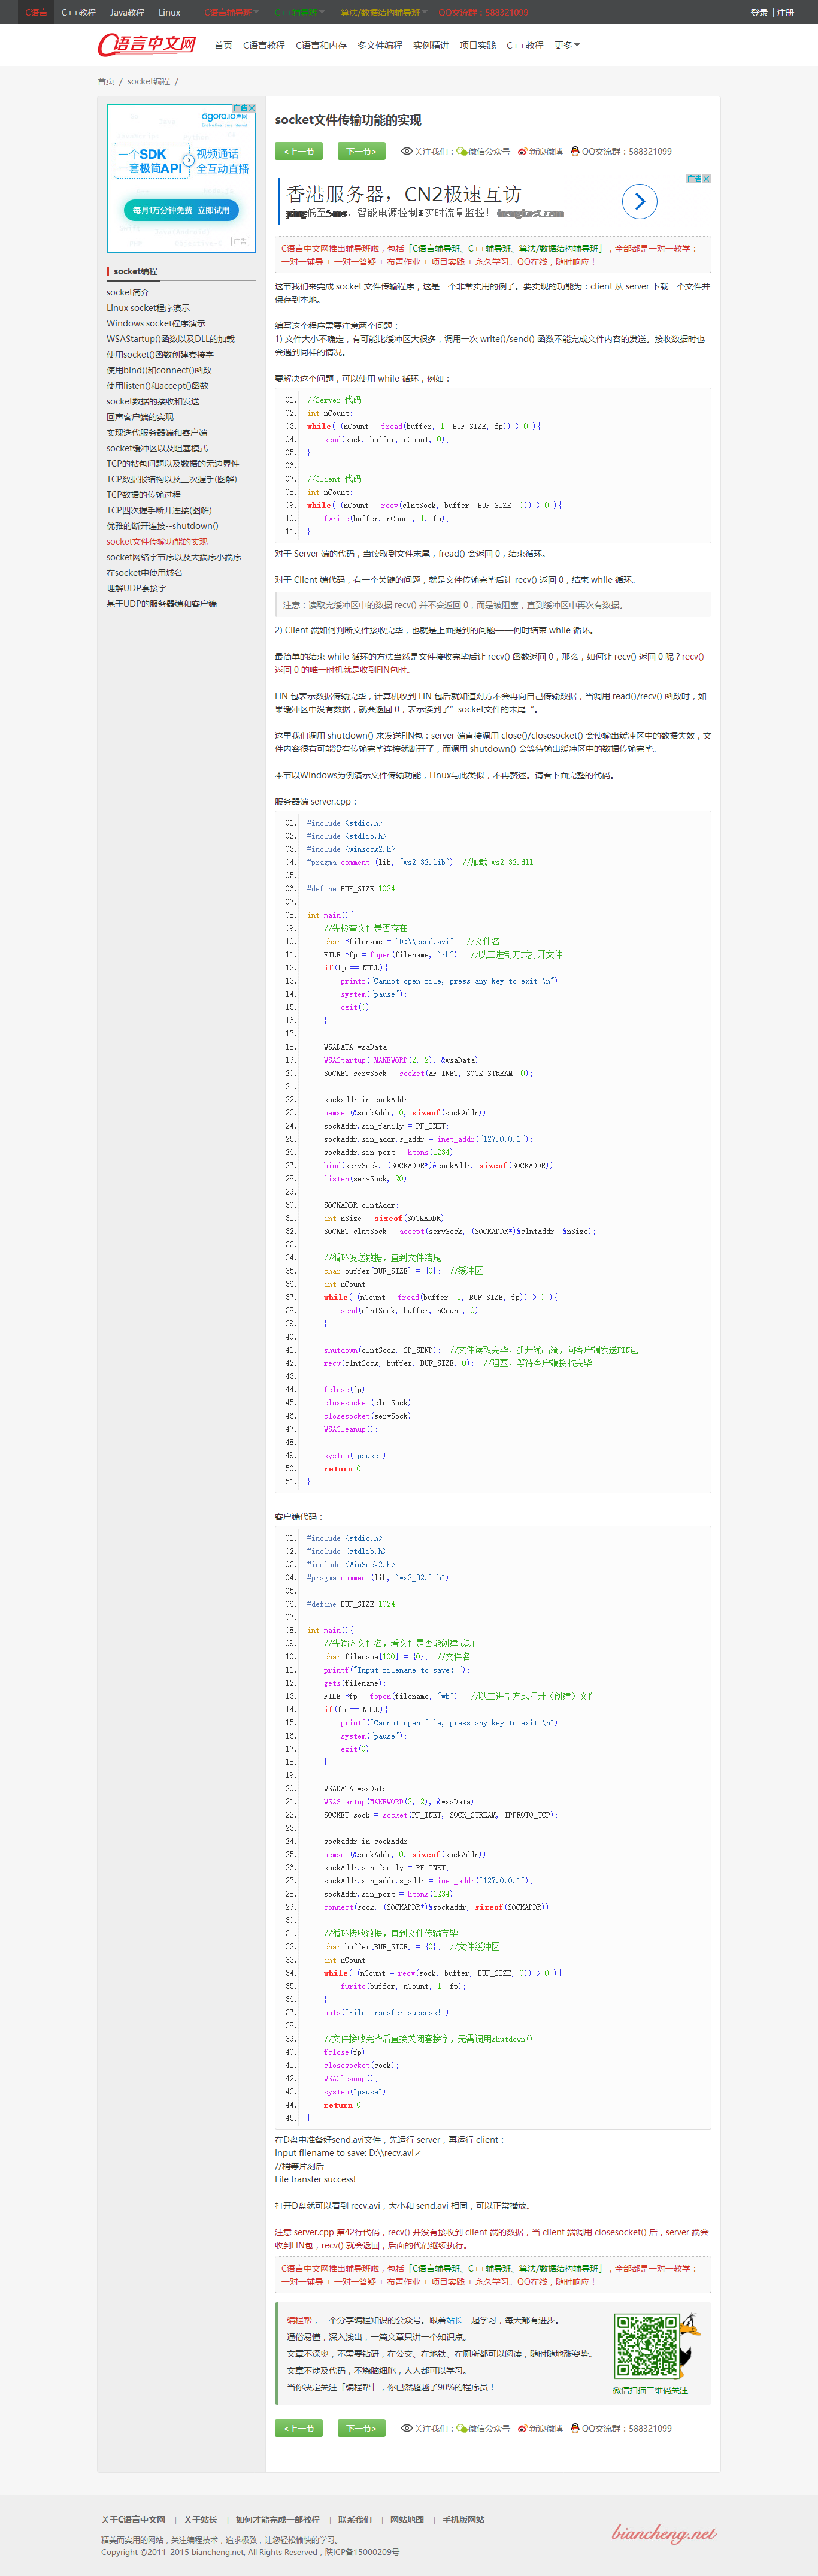 C语言 C++教程 Java教程 Linux C语言辅导班 C++辅导班 算法/数据结构辅导班 QQ交流群：588321099 登录 | 注册
C语言中文网 首页 C语言教程 C语言和内存 多文件编程 实例精讲 项目实践 C++教程 更多
首页 / socket编程 /
广告
agora.io声网
一个SDK
一套极简API
视频通话
全互动直播
每月1万分钟免费 立即试用
广告
socket编程
socket简介
Linux socket程序演示
Windows socket程序演示
WSAStartup()函数以及DLL的加载
使用socket()函数创建套接字
使用bind()和connect()函数
使用listen()和accept()函数
socket数据的接收和发送
回声客户端的实现
实现迭代服务器端和客户端
socket缓冲区以及阻塞模式
TCP的粘包问题以及数据的无边界性
TCP数据报结构以及三次握手(图解)
TCP数据的传输过程
TCP四次握手断开连接(图解)
优雅的断开连接--shutdown()
socket文件传输功能的实现
socket网络字节序以及大端序小端序
在socket中使用域名
理解UDP套接字
基于UDP的服务器端和客户端
socket文件传输功能的实现
<上一节 下一节> 关注我们：微信公众号 新浪微博 QQ交流群：588321099
广告
香港服务器，CN2极速互访
低至 智能电源控制 实时流量监控!
C语言中文网推出辅导班啦，包括「C语言辅导班、C++辅导班、算法/数据结构辅导班」，全部都是一对一教学：
一对一辅导 + 一对一答疑 + 布置作业 + 项目实践 + 永久学习。QQ在线，随时响应！
这节我们来完成 socket 文件传输程序，这是一个非常实用的例子。要实现的功能为：client 从 server 下载一个文件并
保存到本地。
编写这个程序需要注意两个问题：
1) 文件大小不确定，有可能比缓冲区大很多，调用一次 write()/send() 函数不能完成文件内容的发送。接收数据时也
会遇到同样的情况。
要解决这个问题，可以使用 while 循环，例如：
01. //Server 代码
02. int nCount;
03. while( (nCount = fread(buffer, 1, BUF_SIZE, fp)) > 0 ){
04. send(sock, buffer, nCount, 0);
05. }
06.
07. //Client 代码
08. int nCount;
09. while( (nCount = recv(clntSock, buffer, BUF_SIZE, 0)) > 0 ){
10. fwrite(buffer, nCount, 1, fp);
11. }
对于 Server 端的代码，当读取到文件末尾，fread() 会返回 0，结束循环。
对于 Client 端代码，有一个关键的问题，就是文件传输完毕后让 recv() 返回 0，结束 while 循环。
注意：读取完缓冲区中的数据 recv() 并不会返回 0，而是被阻塞，直到缓冲区中再次有数据。
2) Client 端如何判断文件接收完毕，也就是上面提到的问题——何时结束 while 循环。
最简单的结束 while 循环的方法当然是文件接收完毕后让 recv() 函数返回 0，那么，如何让 recv() 返回 0 呢？recv()
返回 0 的唯一时机就是收到FIN包时。
FIN 包表示数据传输完毕，计算机收到 FIN 包后就知道对方不会再向自己传输数据，当调用 read()/recv() 函数时，如
果缓冲区中没有数据，就会返回 0，表示读到了”socket文件的末尾“。
这里我们调用 shutdown() 来发送FIN包：server 端直接调用 close()/closesocket() 会使输出缓冲区中的数据失效，文
件内容很有可能没有传输完毕连接就断开了，而调用 shutdown() 会等待输出缓冲区中的数据传输完毕。
本节以Windows为例演示文件传输功能，Linux与此类似，不再赘述。请看下面完整的代码。
服务器端 server.cpp：
01. #include <stdio.h>
02. #include <stdlib.h>
03. #include <winsock2.h>
04. #pragma comment (lib, "ws2_32.lib") //加载 ws2_32.dll
05.
06. #define BUF_SIZE 1024
07.
08. int main(){
09. //先检查文件是否存在
10. char *filename = "D:\\send.avi"; //文件名
11. FILE *fp = fopen(filename, "rb"); //以二进制方式打开文件
12. if(fp == NULL){
13. printf("Cannot open file, press any key to exit!\n");
14. system("pause");
15. exit(0);
16. }
17.
18. WSADATA wsaData;
19. WSAStartup( MAKEWORD(2, 2), &wsaData);
20. SOCKET servSock = socket(AF_INET, SOCK_STREAM, 0);
21.
22. sockaddr_in sockAddr;
23. memset(&sockAddr, 0, sizeof(sockAddr));
24. sockAddr.sin_family = PF_INET;
25. sockAddr.sin_addr.s_addr = inet_addr("127.0.0.1");
26. sockAddr.sin_port = htons(1234);
27. bind(servSock, (SOCKADDR*)&sockAddr, sizeof(SOCKADDR));
28. listen(servSock, 20);
29.
30. SOCKADDR clntAddr;
31. int nSize = sizeof(SOCKADDR);
32. SOCKET clntSock = accept(servSock, (SOCKADDR*)&clntAddr, &nSize);
33.
34. //循环发送数据，直到文件结尾
35. char buffer[BUF_SIZE] = {0}; //缓冲区
36. int nCount;
37. while( (nCount = fread(buffer, 1, BUF_SIZE, fp)) > 0 ){
38. send(clntSock, buffer, nCount, 0);
39. }
40.
41. shutdown(clntSock, SD_SEND); //文件读取完毕，断开输出流，向客户端发送FIN包
42. recv(clntSock, buffer, BUF_SIZE, 0); //阻塞，等待客户端接收完毕
43.
44. fclose(fp);
45. closesocket(clntSock);
46. closesocket(servSock);
47. WSACleanup();
48.
49. system("pause");
50. return 0;
51. }
客户端代码：
01. #include <stdio.h>
02. #include <stdlib.h>
03. #include <WinSock2.h>
04. #pragma comment(lib, "ws2_32.lib")
05.
06. #define BUF_SIZE 1024
07.
08. int main(){
09. //先输入文件名，看文件是否能创建成功
10. char filename[100] = {0}; //文件名
11. printf("Input filename to save: ");
12. gets(filename);
13. FILE *fp = fopen(filename, "wb"); //以二进制方式打开（创建）文件
14. if(fp == NULL){
15. printf("Cannot open file, press any key to exit!\n");
16. system("pause");
17. exit(0);
18. }
19.
20. WSADATA wsaData;
21. WSAStartup(MAKEWORD(2, 2), &wsaData);
22. SOCKET sock = socket(PF_INET, SOCK_STREAM, IPPROTO_TCP);
23.
24. sockaddr_in sockAddr;
25. memset(&sockAddr, 0, sizeof(sockAddr));
26. sockAddr.sin_family = PF_INET;
27. sockAddr.sin_addr.s_addr = inet_addr("127.0.0.1");
28. sockAddr.sin_port = htons(1234);
29. connect(sock, (SOCKADDR*)&sockAddr, sizeof(SOCKADDR));
30.
31. //循环接收数据，直到文件传输完毕
32. char buffer[BUF_SIZE] = {0}; //文件缓冲区
33. int nCount;
34. while( (nCount = recv(sock, buffer, BUF_SIZE, 0)) > 0 ){
35. fwrite(buffer, nCount, 1, fp);
36. }
37. puts("File transfer success!");
38.
39. //文件接收完毕后直接关闭套接字，无需调用shutdown()
40. fclose(fp);
41. closesocket(sock);
42. WSACleanup();
43. system("pause");
44. return 0;
45. }
在D盘中准备好send.avi文件，先运行 server，再运行 client：
Input filename to save: D:\\recv.avi↙
//稍等片刻后
File transfer success!
打开D盘就可以看到 recv.avi，大小和 send.avi 相同，可以正常播放。
注意 server.cpp 第42行代码，recv() 并没有接收到 client 端的数据，当 client 端调用 closesocket() 后，server 端会
收到FIN包，recv() 就会返回，后面的代码继续执行。
C语言中文网推出辅导班啦，包括「C语言辅导班、C++辅导班、算法/数据结构辅导班」，全部都是一对一教学：
一对一辅导 + 一对一答疑 + 布置作业 + 项目实践 + 永久学习。QQ在线，随时响应！
编程帮，一个分享编程知识的公众号。跟着站长一起学习，每天都有进步。
通俗易懂，深入浅出，一篇文章只讲一个知识点。
文章不深奥，不需要钻研，在公交、在地铁、在厕所都可以阅读，随时随地涨姿势。
文章不涉及代码，不烧脑细胞，人人都可以学习。
当你决定关注「编程帮」，你已然超越了90%的程序员！
微信扫描二维码关注
<上一节 下一节> 关注我们：微信公众号 新浪微博 QQ交流群：588321099
关于C语言中文网 | 关于站长 | 如何才能完成一部教程 | 联系我们 | 网站地图 | 手机版网站
精美而实用的网站，关注编程技术，追求极致，让您轻松愉快的学习。
Copyright ©2011-2015 biancheng.net, All Rights Reserved，陕ICP备15000209号
biancheng.net